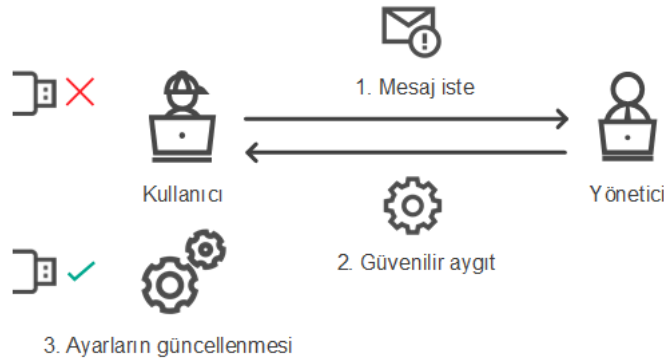 1. Mesaj iste
Kullanıcı
Yönetici
2. Güvenilir aygıt
3. Ayarların güncellenmesi